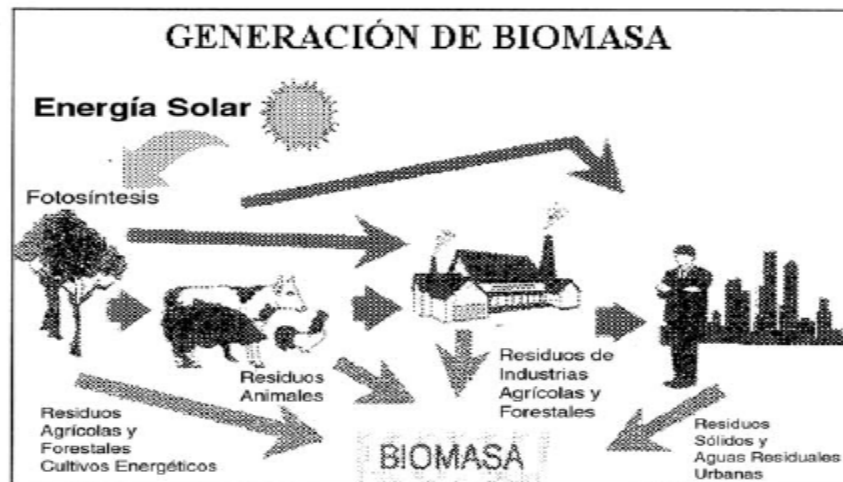 GENERACIÓN DE BIOMASA
Energía Solar
Fotosíntesis
Residuos
Animales
Residuos de
Industrias
Agrícolas y
Forestales
Residuos
Agrícolas y
Forestales
Cultivos Energéticos
BIOMASA
Residuos
Sólidos y
Aguas Residuales
Urbanas